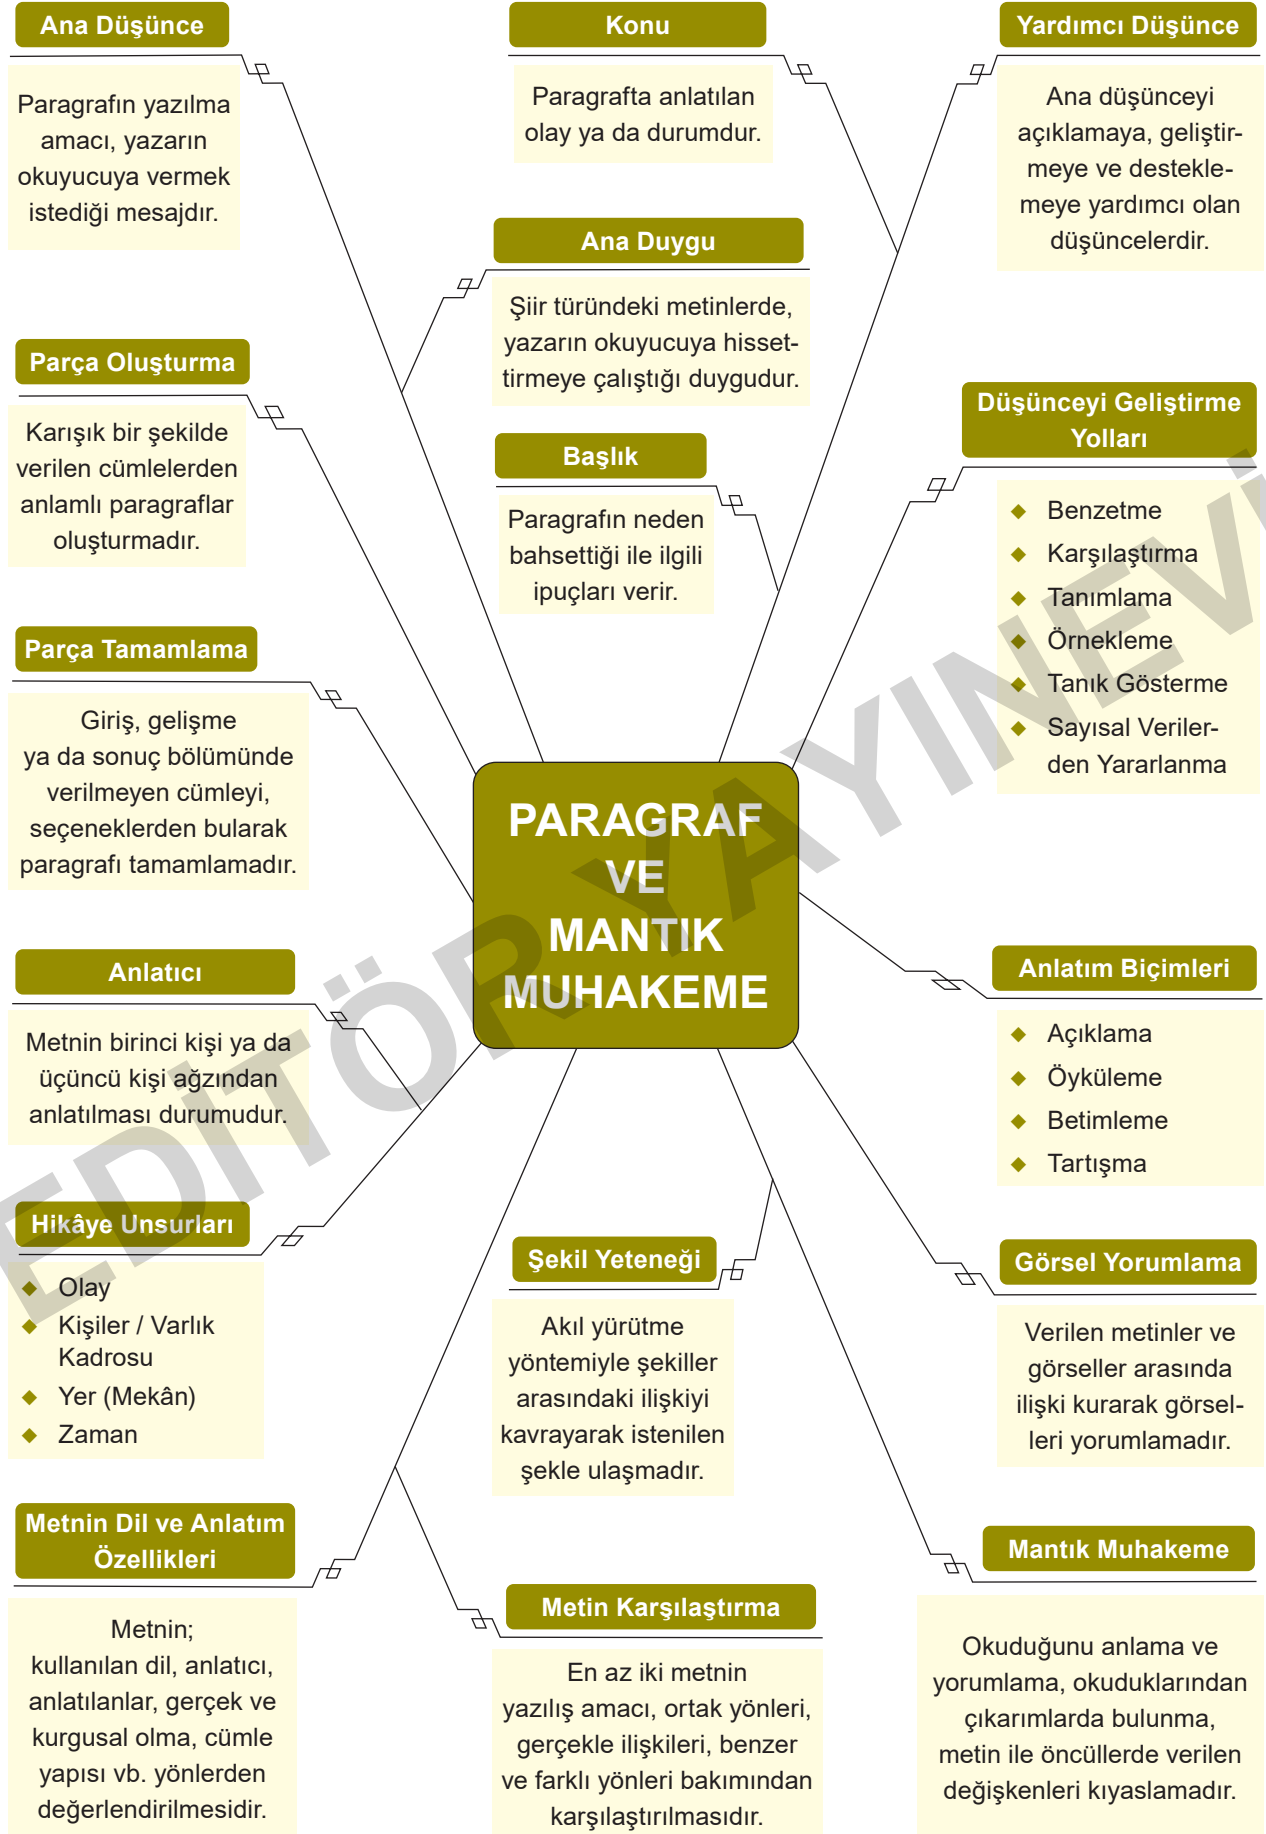 Ana Düşünce
Paragrafın yazılma
amacı, yazarın
okuyucuya vermek
istediği mesajdır.
Konu
Paragrafta anlatılan
olay ya da durumdur.
Yardımcı Düşünce
Ana düşünceyi
açıklamaya, geliştir-
meye ve destekle-
meye yardımcı olan
düşüncelerdir.
Ana Duygu
Şiir türündeki metinlerde,
yazarın okuyucuya hisset-
tirmeye çalıştığı duygudur.
Parça Oluşturma
Karışık bir şekilde
verilen cümlelerden
anlamlı paragraflar
oluşturmadır.
Başlık
Paragrafın neden
bahsettiği ile ilgili
ipuçları verir.
Düşünceyi Geliştirme
Yolları
◆ Benzetme
◆ Karşılaştırma
◆ Tanımlama
◆ Örnekleme
◆ Tanık Gösterme
◆ Sayısal Veriler-
den Yararlanma
Parça Tamamlama
Giriş, gelişme
ya da sonuç bölümünde
verilmeyen cümleyi,
seçeneklerden bularak
paragrafı tamamlamadır.
PARAGRAF
VE
MANTIK
MUHAKEME
Anlatıcı
Metnin birinci kişi ya da
üçüncü kişi ağzından
anlatılması durumudur.
Anlatım Biçimleri
◆ Açıklama
◆ Öyküleme
◆ Betimleme
◆ Tartışma
Hikâye Unsurları
◆ Olay
◆ Kişiler / Varlık
Kadrosu
◆ Yer (Mekân)
◆ Zaman
Şekil Yeteneği
Akıl yürütme
yöntemiyle şekiller
arasındaki ilişkiyi
kavrayarak istenilen
şekle ulaşmadır.
Görsel Yorumlama
Verilen metinler ve
görseller arasında
ilişki kurarak görsel-
leri yorumlamadır.
Metnin Dil ve Anlatım
Özellikleri
Metnin;
kullanılan dil, anlatıcı,
anlatılanlar, gerçek ve
kurgusal olma, cümle
yapısı vb. yönlerden
değerlendirilmesidir.
Metin Karşılaştırma
En az iki metnin
yazılış amacı, ortak yönleri,
gerçekle ilişkileri, benzer
ve farklı yönleri bakımından
karşılaştırılmasıdır.
Mantık Muhakeme
Okuduğunu anlama ve
yorumlama, okuduklarından
çıkarımlarda bulunma,
metin ile öncüllerde verilen
değişkenleri kıyaslamadır.
EDİTÖR YAYINEVİ